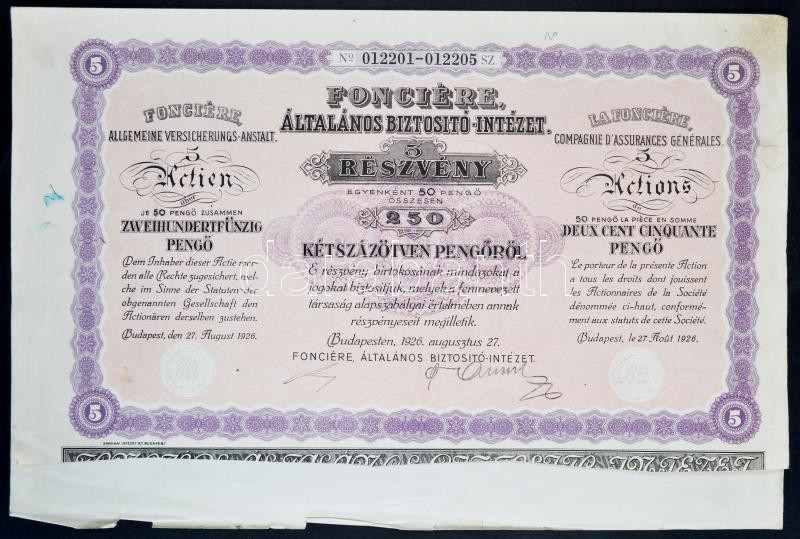 5
5
Nº 012201-012205 SZ.
FONCIÈRE,
ÁLTALÁNOS BIZTOSITÓ-INTÉZET.
5
RÉSZVÉNY
EGYENKÉNT 50 PENGŐ
ÖSSZESEN
250
KÉTSZÁZÖTVEN PENGŐRŐL
E részvény birtokosának mindazokat a
jogokat biztosítjuk, melyek a fennnevezett
társaság alapszabályai értelmében annak
részvényeseit megilletik.
Budapesten, 1926. augusztus 27.
FONCIÈRE, ÁLTALÁNOS BIZTOSITÓ-INTÉZET.
FONCIÈRE,
ALLGEMEINE VERSICHERUNGS-ANSTALT.
5
Actien
über
JE 50 PENGŐ ZUSAMMEN
ZWEIHUNDERTFÜNZIG
PENGŐ
Dem Inhaber dieser Actie wer-
den alle Rechte zugesichert, wel-
che im Sinne der Statuten der
obgenannten Gesellschaft den
Actionären derselben zustehen.
Budapest, den 27. August 1926.
LA FONCIÈRE,
COMPAGNIE D'ASSURANCES GÉNÉRALES.
5
Actions
de
50 PENGŐ LA PIÈCE EN SOMME
DEUX CENT CINQUANTE
PENGŐ
Le porteur de la présente Action
a tous les droits dont jouissent
les Actionnaires de la Société
dénommée ci-haut, conformé-
ment aux statuts de cette Société.
Budapest, le 27 Août 1926.
5
5